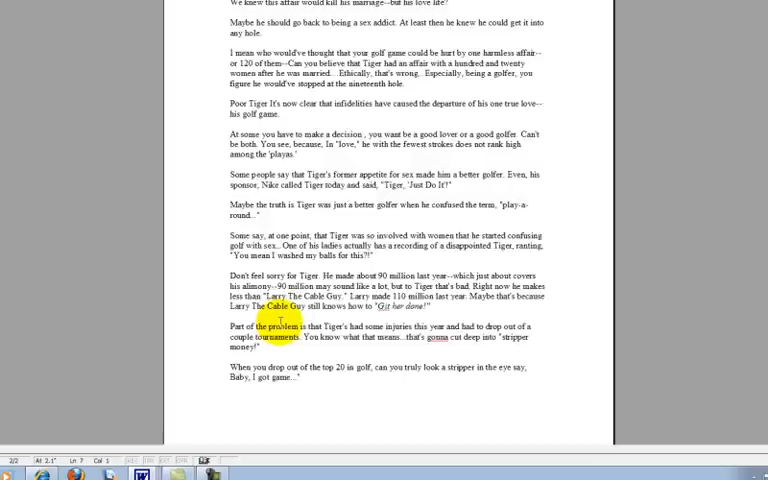 We knew this affair would kill his marriage--but his love life?
Maybe he should go back to being a sex addict. At least then he knew he could get it into
any hole.
I mean who would've thought that your golf game could be hurt by one harmless affair--
or 120 of them--Can you believe that Tiger had an affair with a hundred and twenty
women after he was married....Ethically, that's wrong,. Especially, being a golfer, you
figure he would've stopped at the nineteenth hole.
Poor Tiger It's now clear that infidelities have caused the departure of his one true love--
his golf game.
At some you have to make a decision , you want be a good lover or a good golfer Can't
be both. You see, because, In "love," he with the fewest strokes does not rank high
among the 'playas.'
Some people say that Tiger's former appetite for sex made him a better golfer. Even, his
sponsor, Nike called Tiger today and said, "Tiger, 'Just Do It'!"
Maybe the truth is Tiger was just a better golfer when he confused the term, "play-a-
round..."
Some say, at one point, that Tiger was so involved with women that he started confusing
golf with sex... One of his ladies actually has a recording of a disappointed Tiger, ranting,
"You mean I washed my balls for this?!"
Don't feel sorry for Tiger. He made about 90 million last year--which just about covers
his alimony--90 million may sound like a lot, but to Tiger that's bad. Right now he makes
less than "Larry The Cable Guy." Larry made 110 million last year. Maybe that's because
Larry The Cable Guy still knows how to "Git her done!"
Part of the problem is that Tiger's had some injuries this year and had to drop out of a
couple tournaments. You know what that means...that's gonna cut deep into "stripper
money!"
When you drop out of the top 20 in golf, can you truly look a stripper in the eye say,
Baby, I got game..."
2/2 At 2.1" Ln 7 Col 1